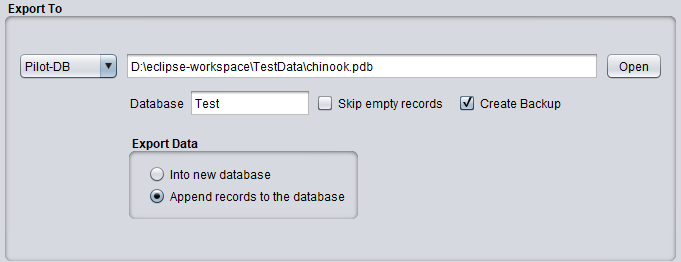 Export To
Pilot-DB D:\eclipse-workspace\TestData\chinook.pdb Open
Database Test Skip empty records Create Backup
Export Data
Into new database
Append records to the database